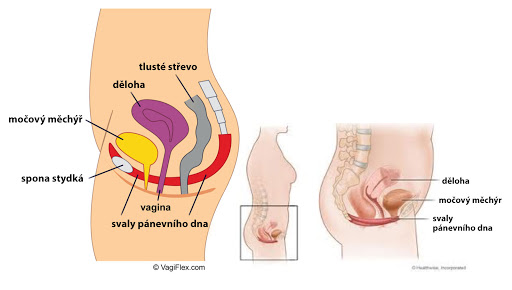 tlusté střevo
děloha
močový měchýř
spona stydká
vagina
svaly pánevního dna
© VagiFlex.com
děloha
močový měchýr
svaly
pánevního dna
© Healthwise, Incorporated